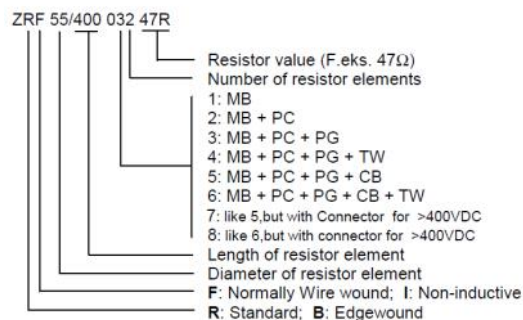 ZRF 55/400 032 47R
Resistor value (F.eks. 47Ω)
Number of resistor elements
1: MB
2: MB + PC
3: MB + PC + PG
4: MB + PC + PG + TW
5: MB + PC + PG + CB
6: MB + PC + PG + CB + TW
7: like 5,but with Connector for >400VDC
8: like 6,but with connector for >400VDC
Length of resistor element
Diameter of resistor element
F: Normally Wire wound; I: Non-inductive
R: Standard; B: Edgewound